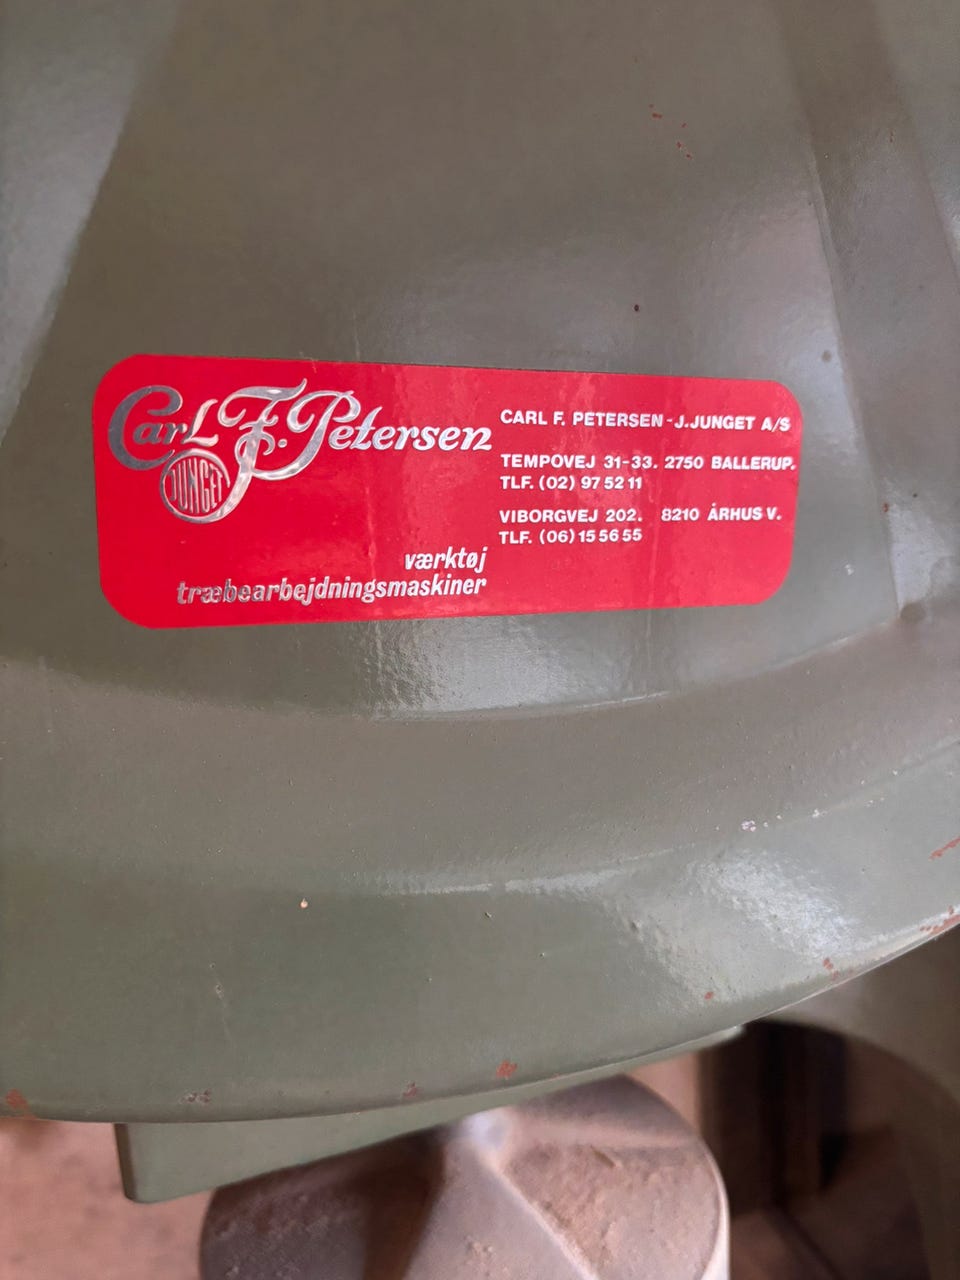 Carl F. Petersen
JUNGET
værktøj
træbearbejdningsmaskiner
CARL F. PETERSEN - J.JUNGET A/S
TEMPOVEJ 31-33. 2750 BALLERUP.
TLF. (02) 97 52 11
VIBORGVEJ 202. 8210 ÅRHUS V.
TLF. (06) 15 56 55